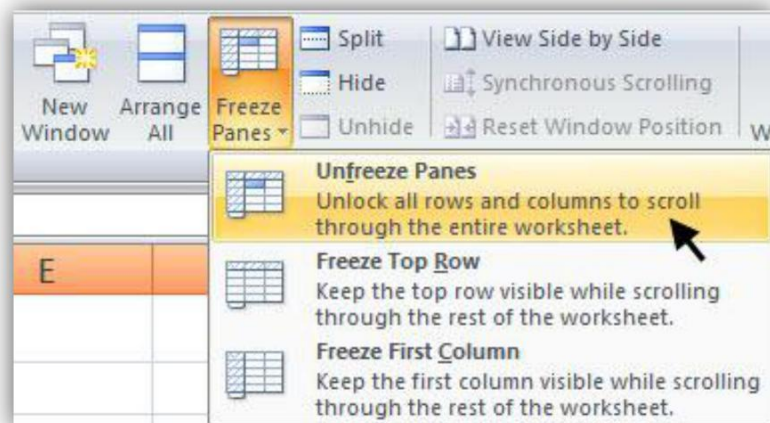 New Window
Arrange All
Freeze Panes
Split
Hide
Unhide
View Side by Side
Synchronous Scrolling
Reset Window Position
W
Unfreeze Panes
Unlock all rows and columns to scroll
through the entire worksheet.
Freeze Top Row
Keep the top row visible while scrolling
through the rest of the worksheet.
Freeze First Column
Keep the first column visible while scrolling
through the rest of the worksheet.
E